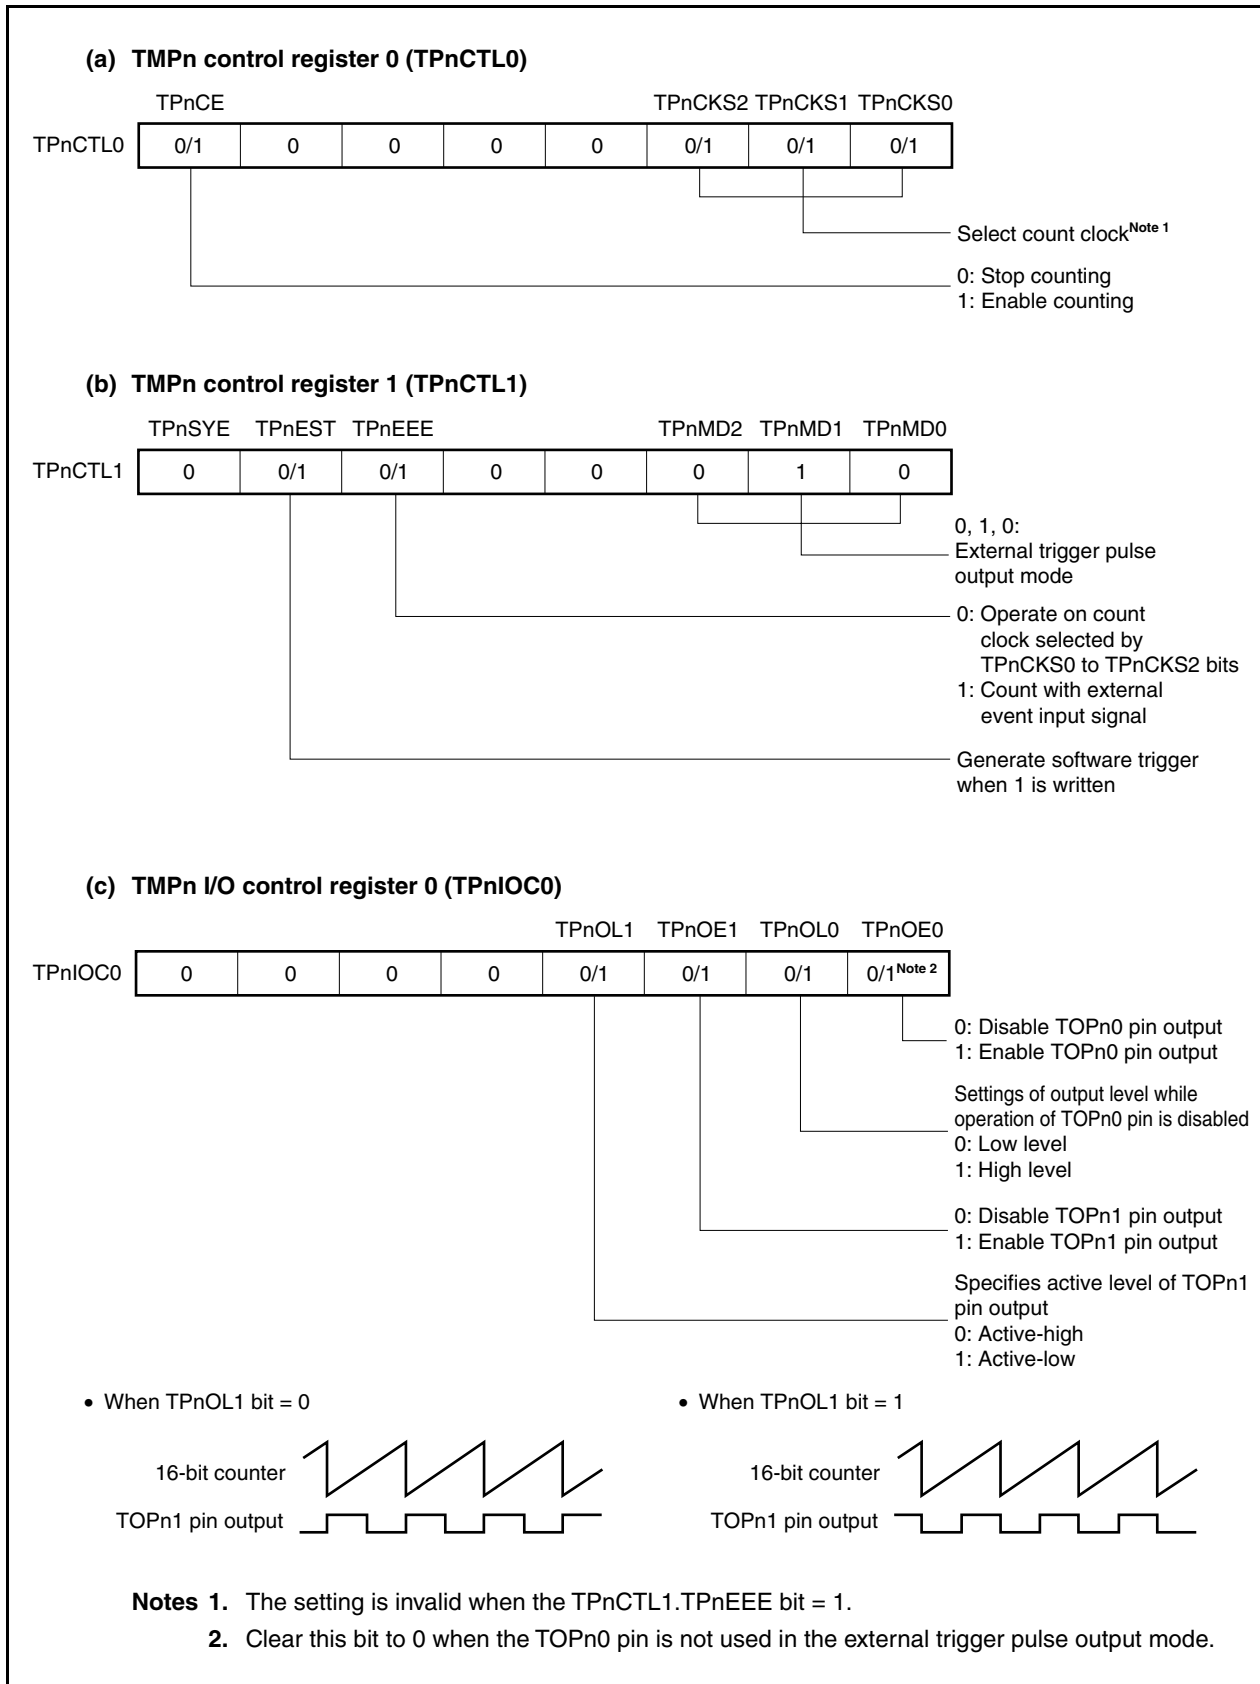 (a) TMPn control register 0 (TPnCTL0)
TPnCE TPnCKS2 TPnCKS1 TPnCKS0
TPnCTL0 0/1 0 0 0 0 0/1 0/1 0/1
Select count clock Note 1
0: Stop counting
1: Enable counting
(b) TMPn control register 1 (TPnCTL1)
TPnSYE TPnEST TPnEEE TPnMD2 TPnMD1 TPnMD0
TPnCTL1 0 0/1 0/1 0 0 0 1 0
0, 1, 0:
External trigger pulse
output mode
0: Operate on count
clock selected by
TPnCKS0 to TPnCKS2 bits
1: Count with external
event input signal
Generate software trigger
when 1 is written
(c) TMPn I/O control register 0 (TPnIOC0)
TPnOL1 TPnOE1 TPnOL0 TPnOE0
TPnIOC0 0 0 0 0 0/1 0/1 0/1 0/1 Note 2
0: Disable TOPn0 pin output
1: Enable TOPn0 pin output
Settings of output level while
operation of TOPn0 pin is disabled
0: Low level
1: High level
0: Disable TOPn1 pin output
1: Enable TOPn1 pin output
Specifies active level of TOPn1
pin output
0: Active-high
1: Active-low
• When TPnOL1 bit = 0 • When TPnOL1 bit = 1
16-bit counter 16-bit counter
TOPn1 pin output TOPn1 pin output
Notes 1. The setting is invalid when the TPnCTL1.TPnEEE bit = 1.
2. Clear this bit to 0 when the TOPn0 pin is not used in the external trigger pulse output mode.